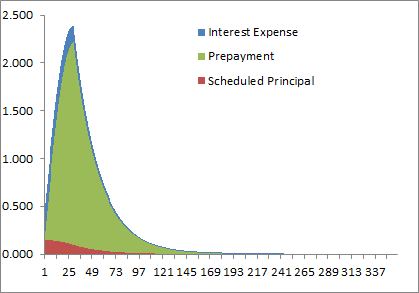 2.500
2.000
1.500
1.000
0.500
0.000
Interest Expense
Prepayment
Scheduled Principal
1 25 49 73 97 121 145 169 193 217 241 265 289 313 337